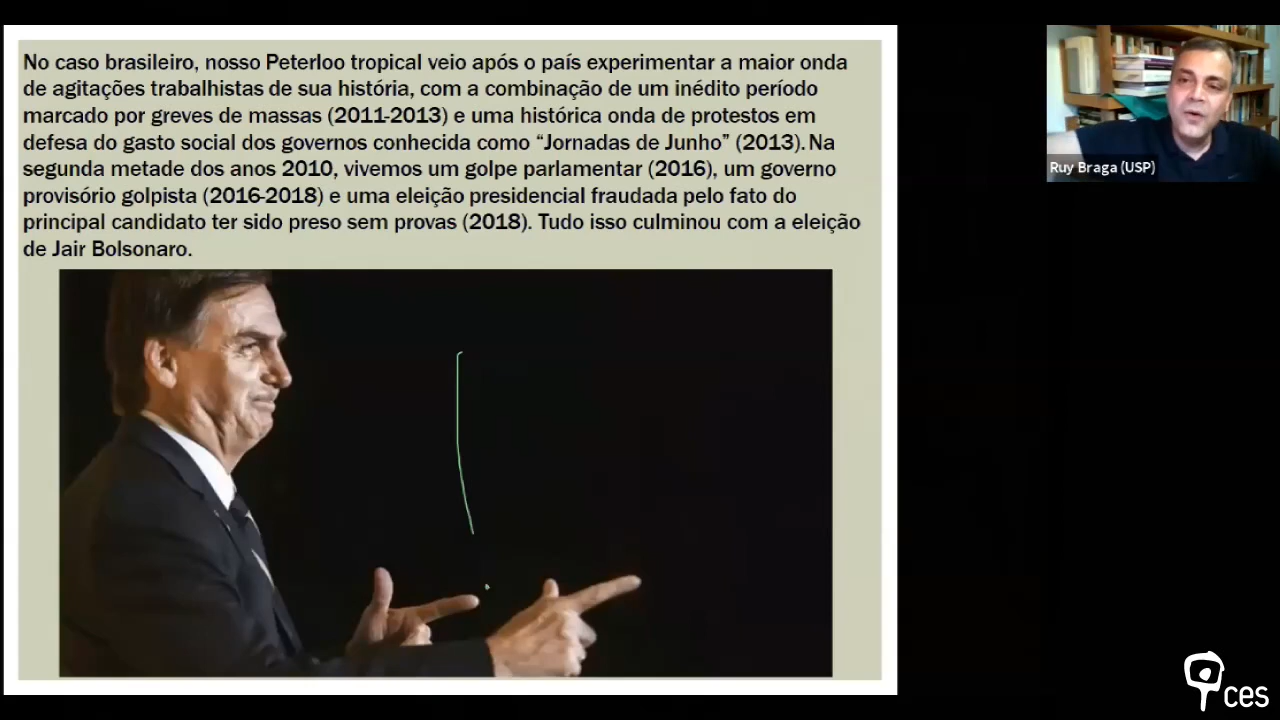 No caso brasileiro, nosso Peterloo tropical veio após o país experimentar a maior onda
de agitações trabalhistas de sua história, com a combinação de um inédito período
marcado por greves de massas (2011-2013) e uma histórica onda de protestos em
defesa do gasto social dos governos conhecida como “Jornadas de Junho” (2013). Na
segunda metade dos anos 2010, vivemos um golpe parlamentar (2016), um governo
provisório golpista (2016-2018) e uma eleição presidencial fraudada pelo fato do
principal candidato ter sido preso sem provas (2018). Tudo isso culminou com a eleição
de Jair Bolsonaro.
Ruy Braga (USP)
ces